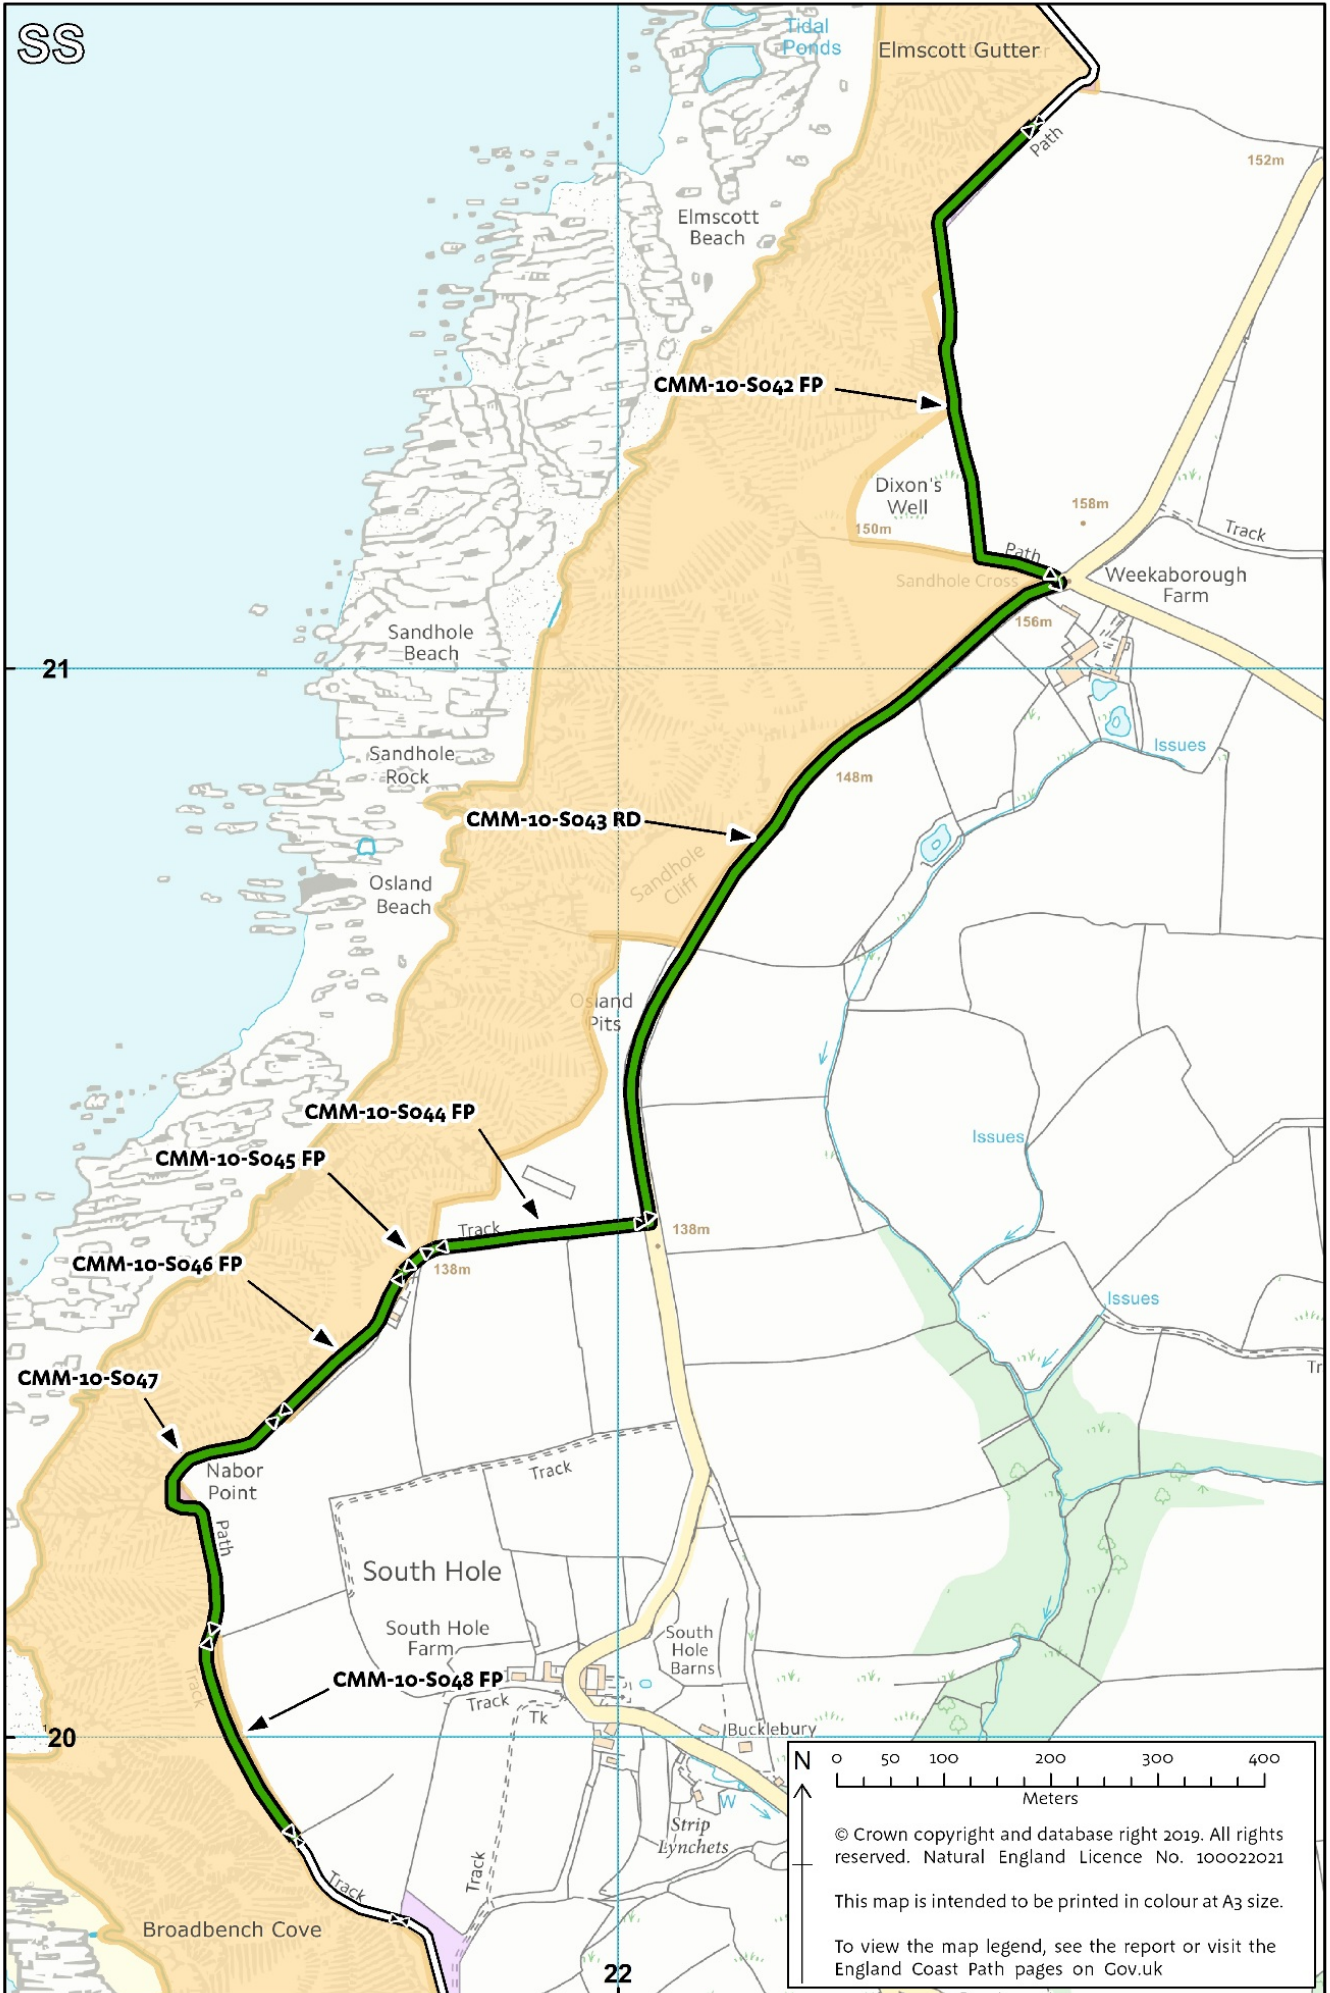 SS
Tidal
Ponds
Elmscott Gutter
Path
152m
Elmscott
Beach
CMM-10-S042 FP
Dixon's
Well
158m
150m
Track
Path
Sandhole Cross
Weekaborough
Farm
156m
Sandhole
Beach
21
Issues
Sandhole
Rock
148m
CMM-10-S043 RD
Sandhole
Cliff
Osland
Beach
Osland
Pits
CMM-10-S044 FP
Issues
CMM-10-S045 FP
Track
138m
CMM-10-S046 FP
138m
Issues
CMM-10-S047
Tr
Nabor
Point
Track
Path
South Hole
South Hole
Farm
South
Hole
Barns
CMM-10-S048 FP
Track
Track
Tk
Bucklebury
20
W
Strip
Lynchets
Track
Track
Broadbench Cove
22
N
0 50 100 200 300 400
Meters
© Crown copyright and database right 2019. All rights
reserved. Natural England Licence No. 100022021
This map is intended to be printed in colour at A3 size.
To view the map legend, see the report or visit the
England Coast Path pages on Gov.uk